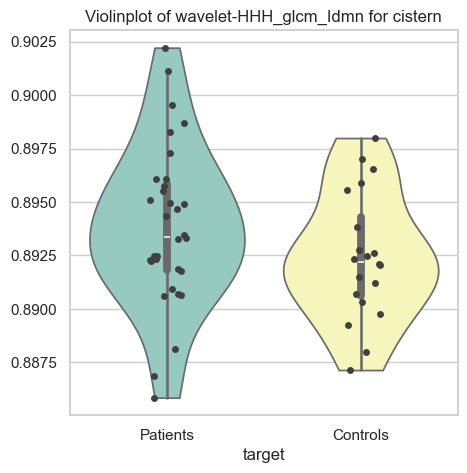 Violinplot of wavelet-HHH_glcm_Idmn for cistern
0.9025
0.9000
0.8975
0.8950
0.8925
0.8900
0.8875
Patients
Controls
target